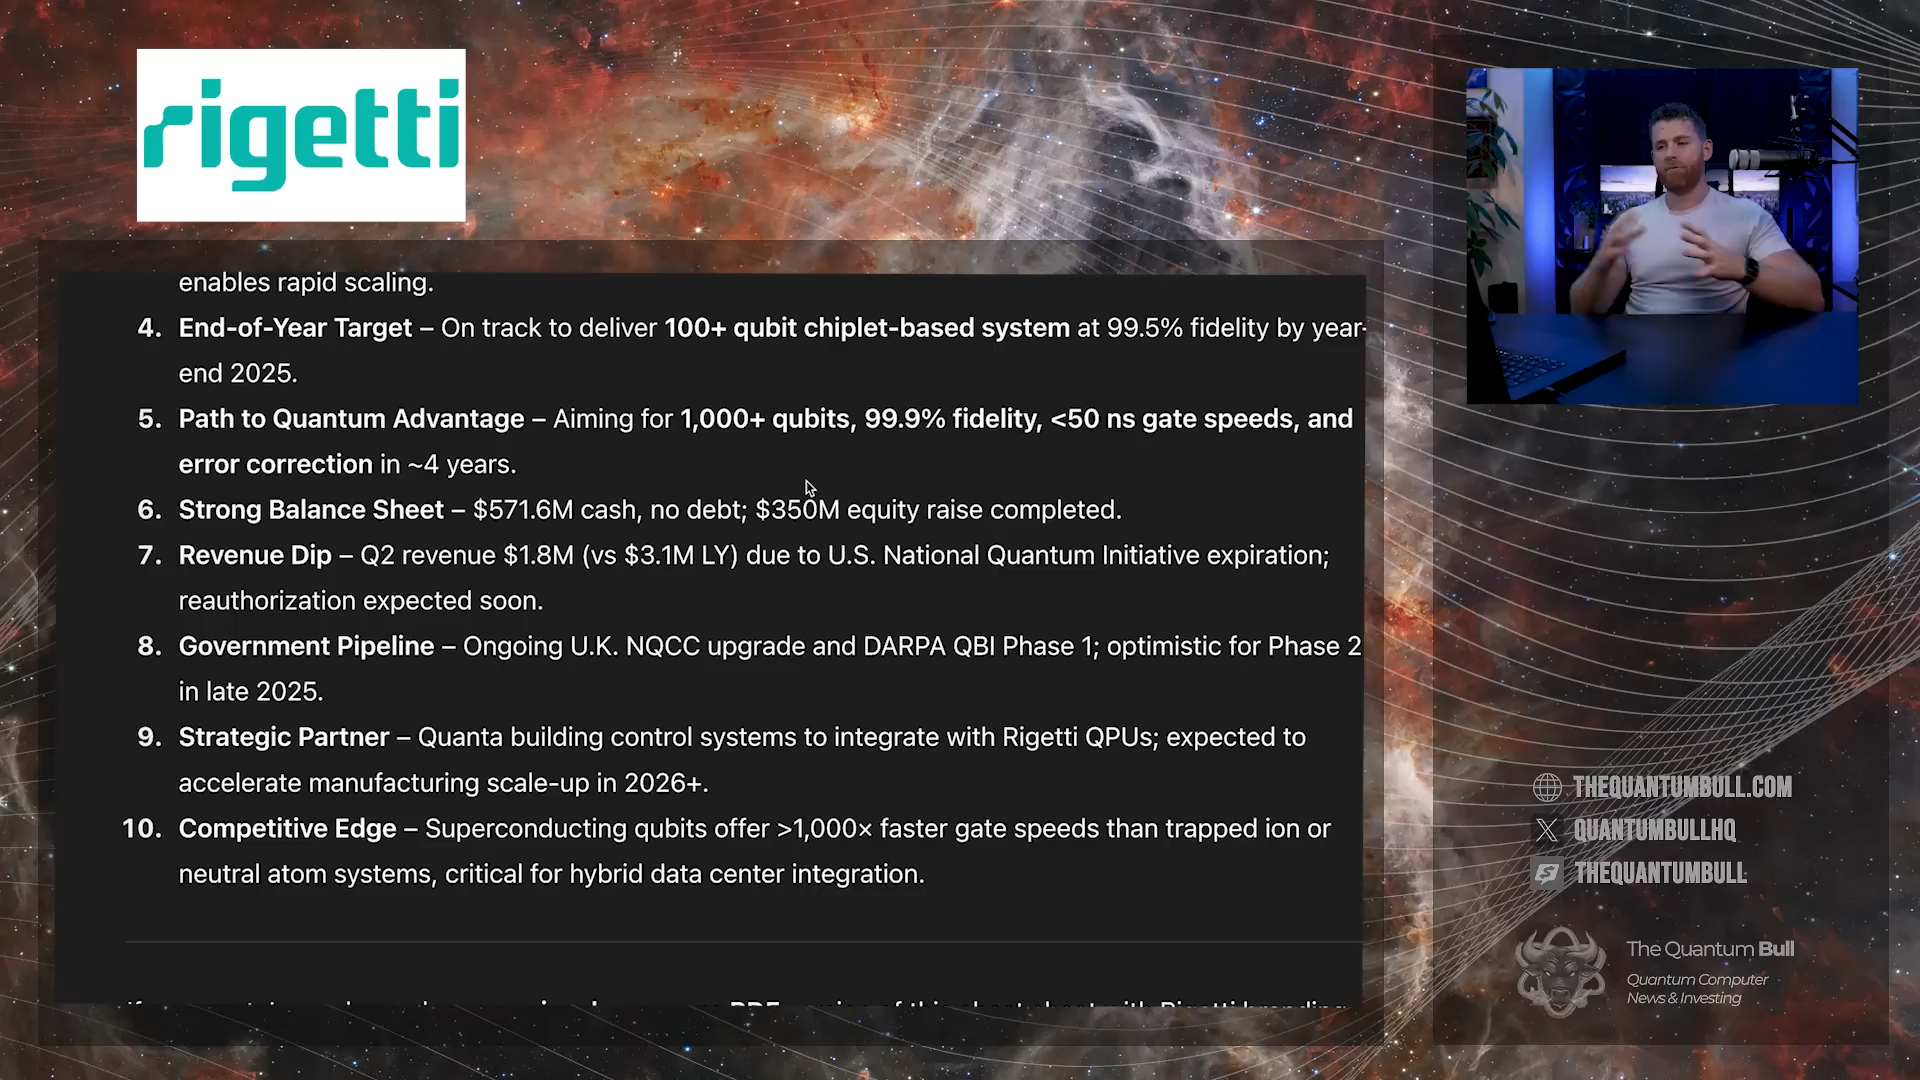 rigetti
enables rapid scaling.
4. End-of-Year Target – On track to deliver 100+ qubit chiplet-based system at 99.5% fidelity by year-
end 2025.
5. Path to Quantum Advantage – Aiming for 1,000+ qubits, 99.9% fidelity, <50 ns gate speeds, and
error correction in ~4 years.
6. Strong Balance Sheet – $571.6M cash, no debt; $350M equity raise completed.
7. Revenue Dip – Q2 revenue $1.8M (vs $3.1M LY) due to U.S. National Quantum Initiative expiration;
reauthorization expected soon.
8. Government Pipeline – Ongoing U.K. NQCC upgrade and DARPA QBI Phase 1; optimistic for Phase 2
in late 2025.
9. Strategic Partner – Quanta building control systems to integrate with Rigetti QPUs; expected to
accelerate manufacturing scale-up in 2026+.
10. Competitive Edge – Superconducting qubits offer >1,000× faster gate speeds than trapped ion or
neutral atom systems, critical for hybrid data center integration.
THEQUANTUMBULL.COM
QUANTUMBULLHQ
THEQUANTUMBULL
The Quantum Bull
Quantum Computer
News & Investing